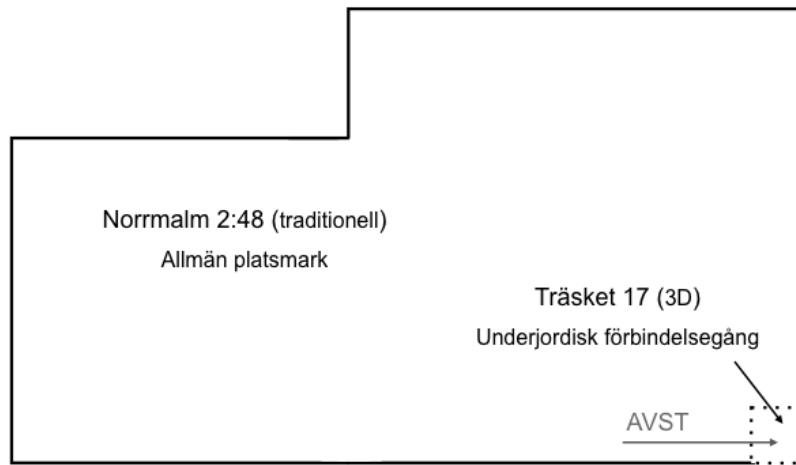 Norrmalm 2:48 (traditionell)
Allmän platsmark
Träsket 17 (3D)
Underjordisk förbindelsegång
AVST